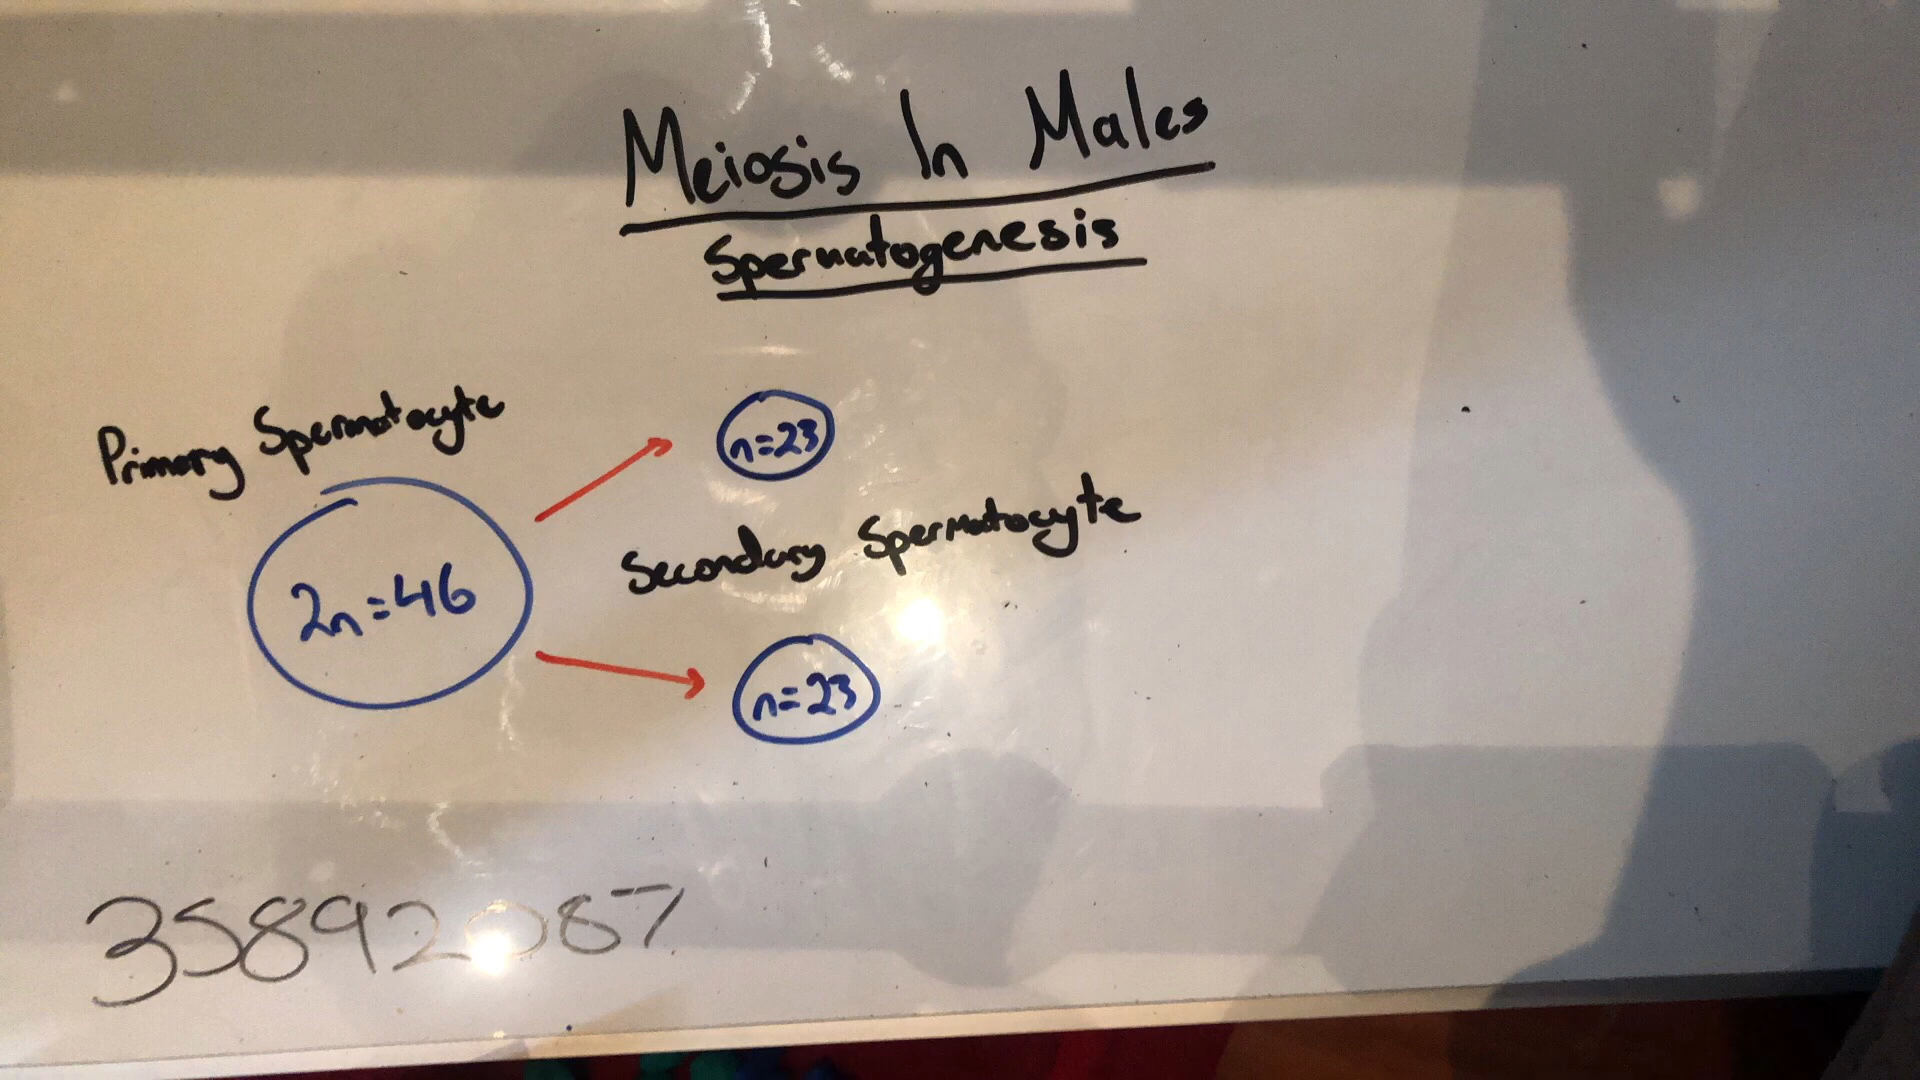 Meiosis In Males
Spermatogenesis
Primary Spermatocyte
2n=46
n=23
Secondary Spermatocyte
n=23
35892087